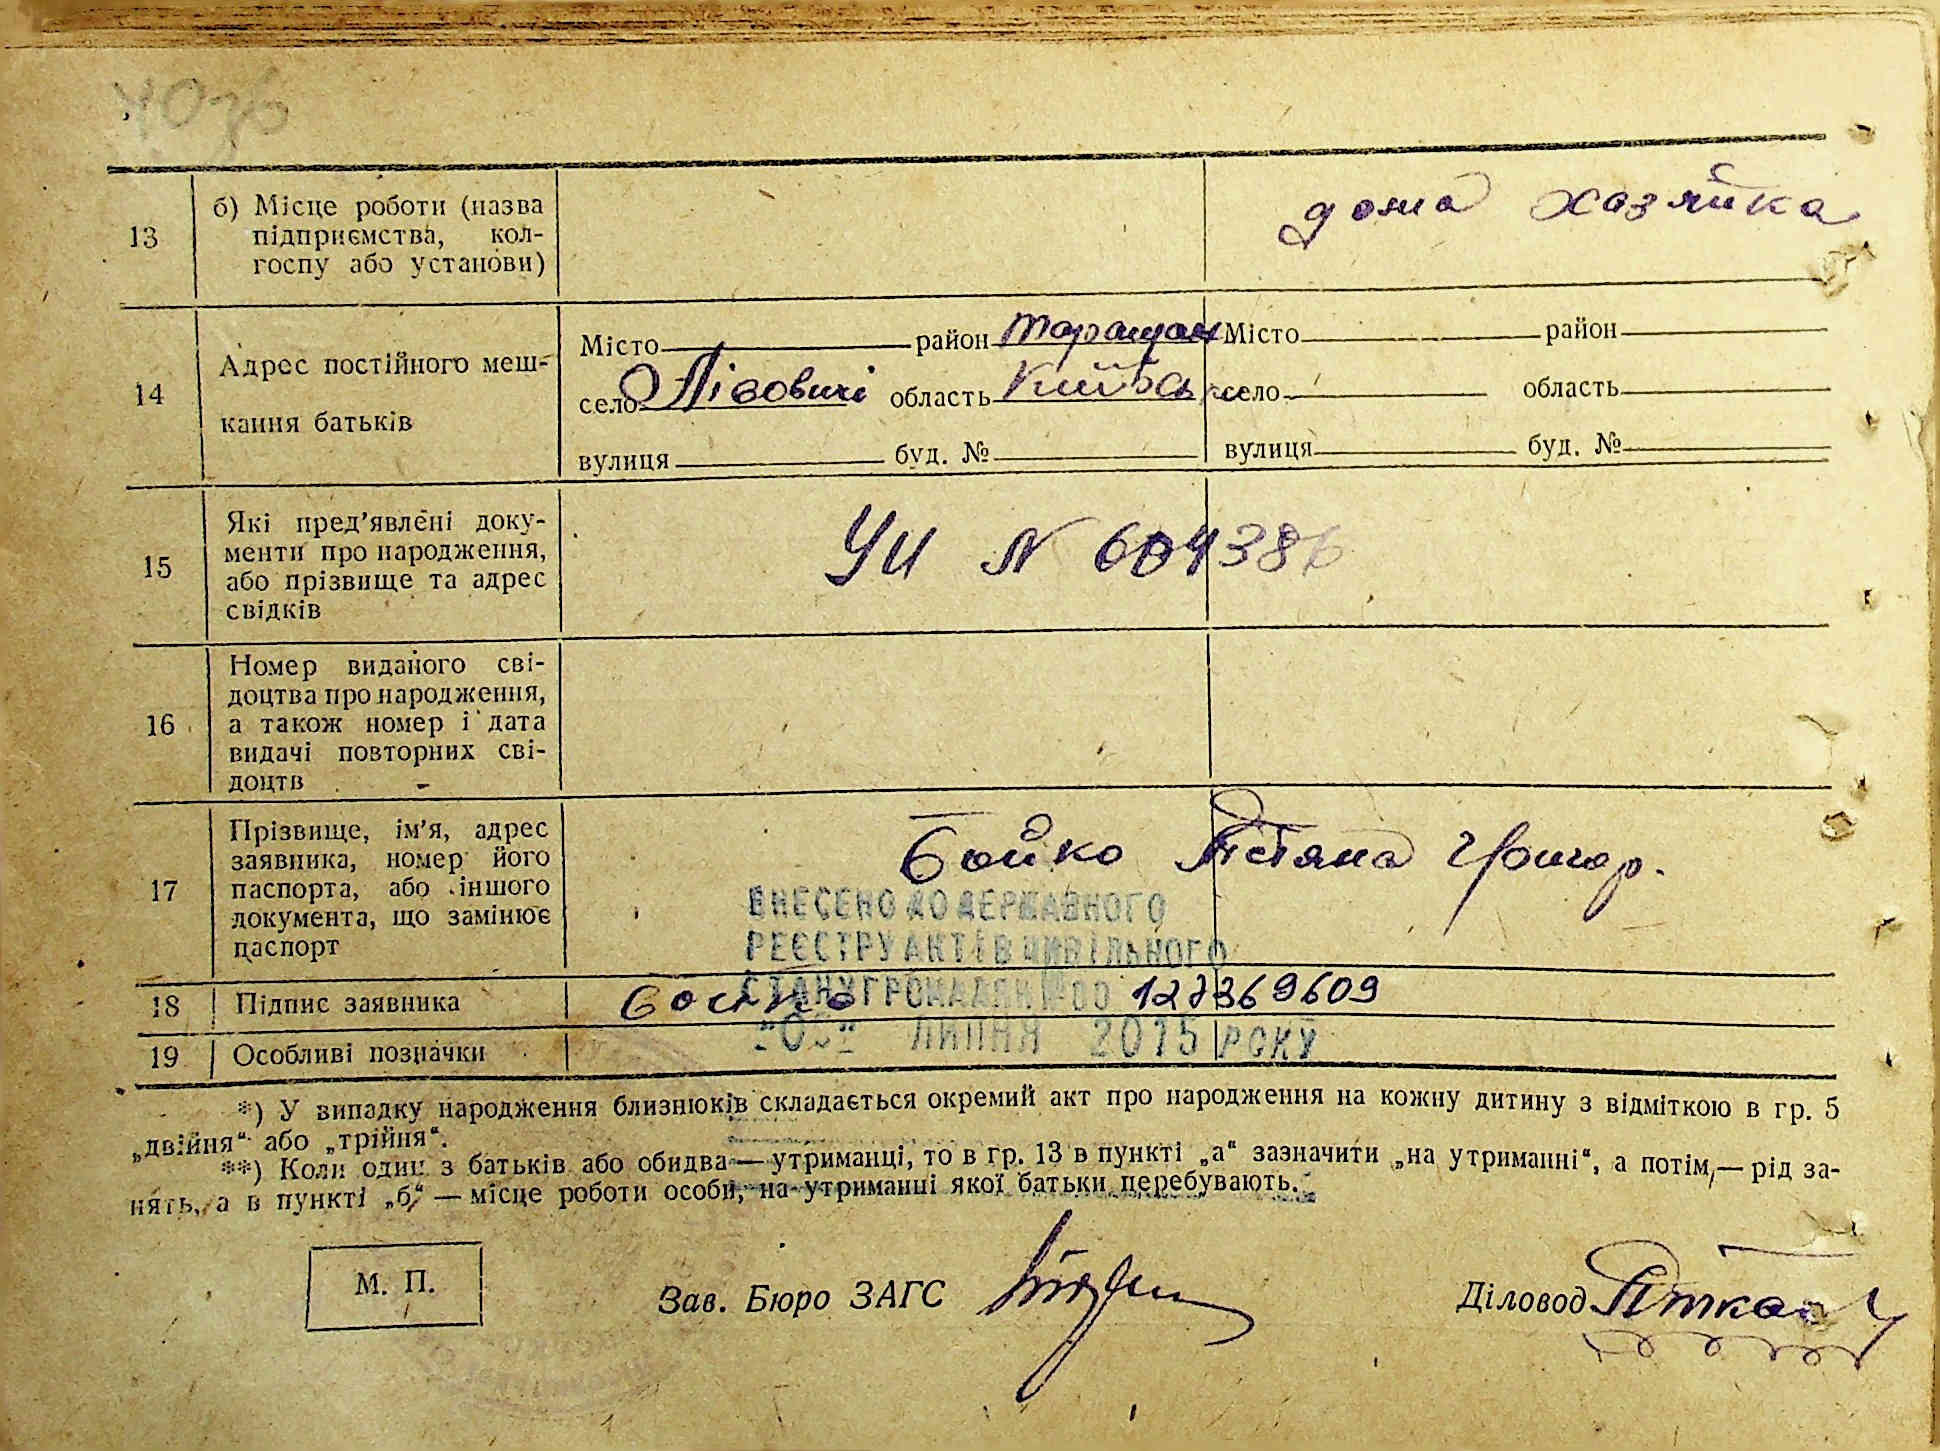 13
б) Місце роботи (назва
підприємства, кол-
госпу або установи)
дома хазяйка
14
Адрес постійного меш-
кання батьків
Місто район Таращан
село Лісовичі область Київськ
вулиця буд. №
Місто район
село область
вулиця буд. №
15
Які пред'явлені доку-
менти про народження,
або прізвище та адрес
свідків
УИ N 604386
16
Номер виданого сві-
доцтва про народження,
а також номер і дата
видачі повторних сві-
доцтв
17
Прізвище, ім'я, адрес
заявника, номер його
паспорта, або іншого
документа, що замінює
паспорт
Бойко Тетяна Григор.
ВНЕСЕНО ДО ДЕРЖАВНОГО
РЕЄСТРУ АКТІВ ЦИВІЛЬНОГО
СТАНУ ГРОМАДЯН № 00 127369609
ЛИПНЯ 2015 РОКУ
18 Підпис заявника Бойко
19 Особливі позначки
*) У випадку народження близнюків складається окремий акт про народження на кожну дитину з відміткою в гр. 5
„двійня“ або „трійня“.
**) Коли один з батьків або обидва — утриманці, то в гр. 13 в пункті „а“ зазначити „на утриманні“, а потім, — рід за-
нять, а в пункті „б“ — місце роботи особи, на утриманні якої батьки перебувають.
М. П.
Зав. Бюро ЗАГС
Діловод